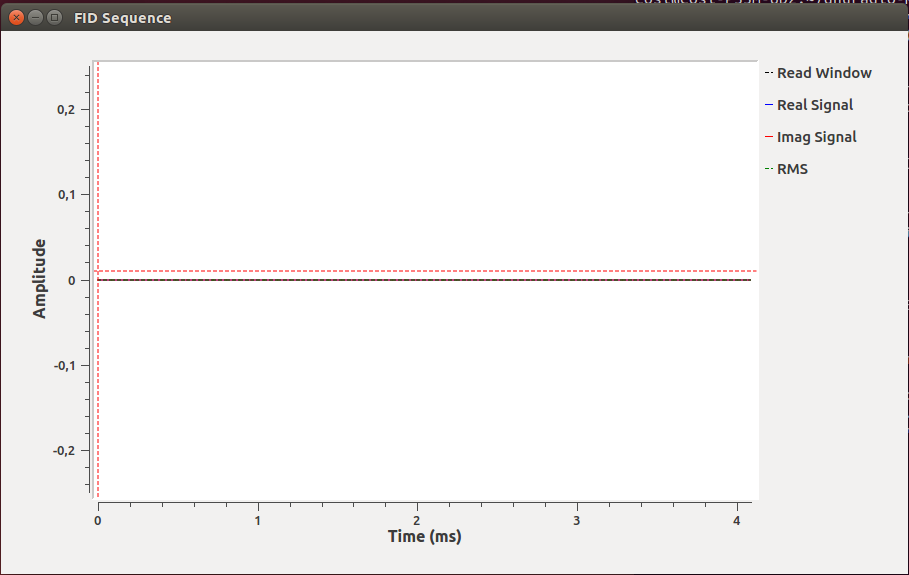 FID Sequence
Read Window
Real Signal
Imag Signal
RMS
Amplitude
0,2
0,1
0
-0,1
-0,2
0 1 2 3 4
Time (ms)